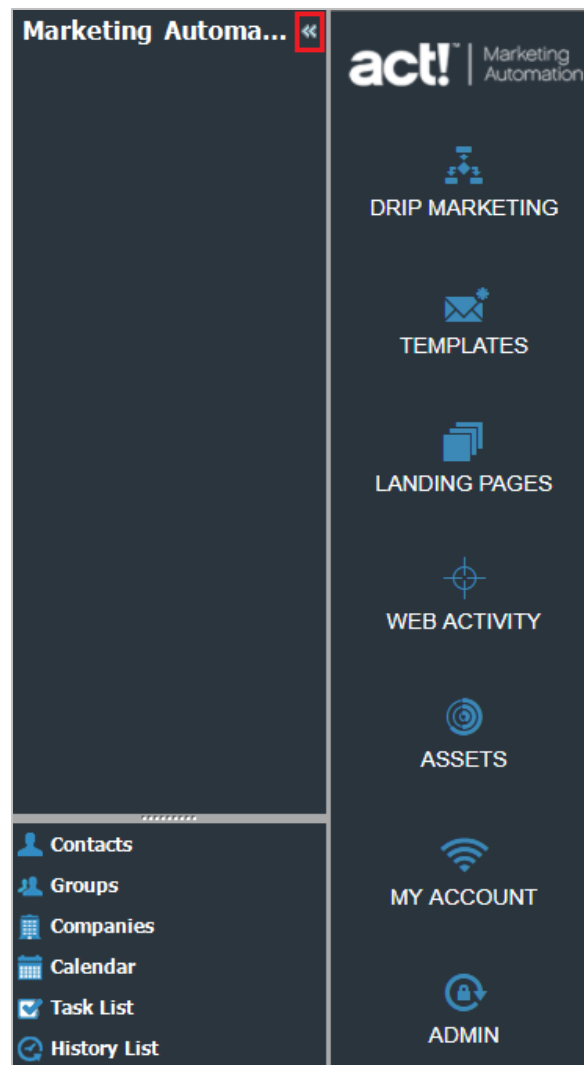 Marketing Automa... «
Contacts
Groups
Companies
Calendar
Task List
History List
act!™ | Marketing
Automation
DRIP MARKETING
TEMPLATES
LANDING PAGES
WEB ACTIVITY
ASSETS
MY ACCOUNT
ADMIN